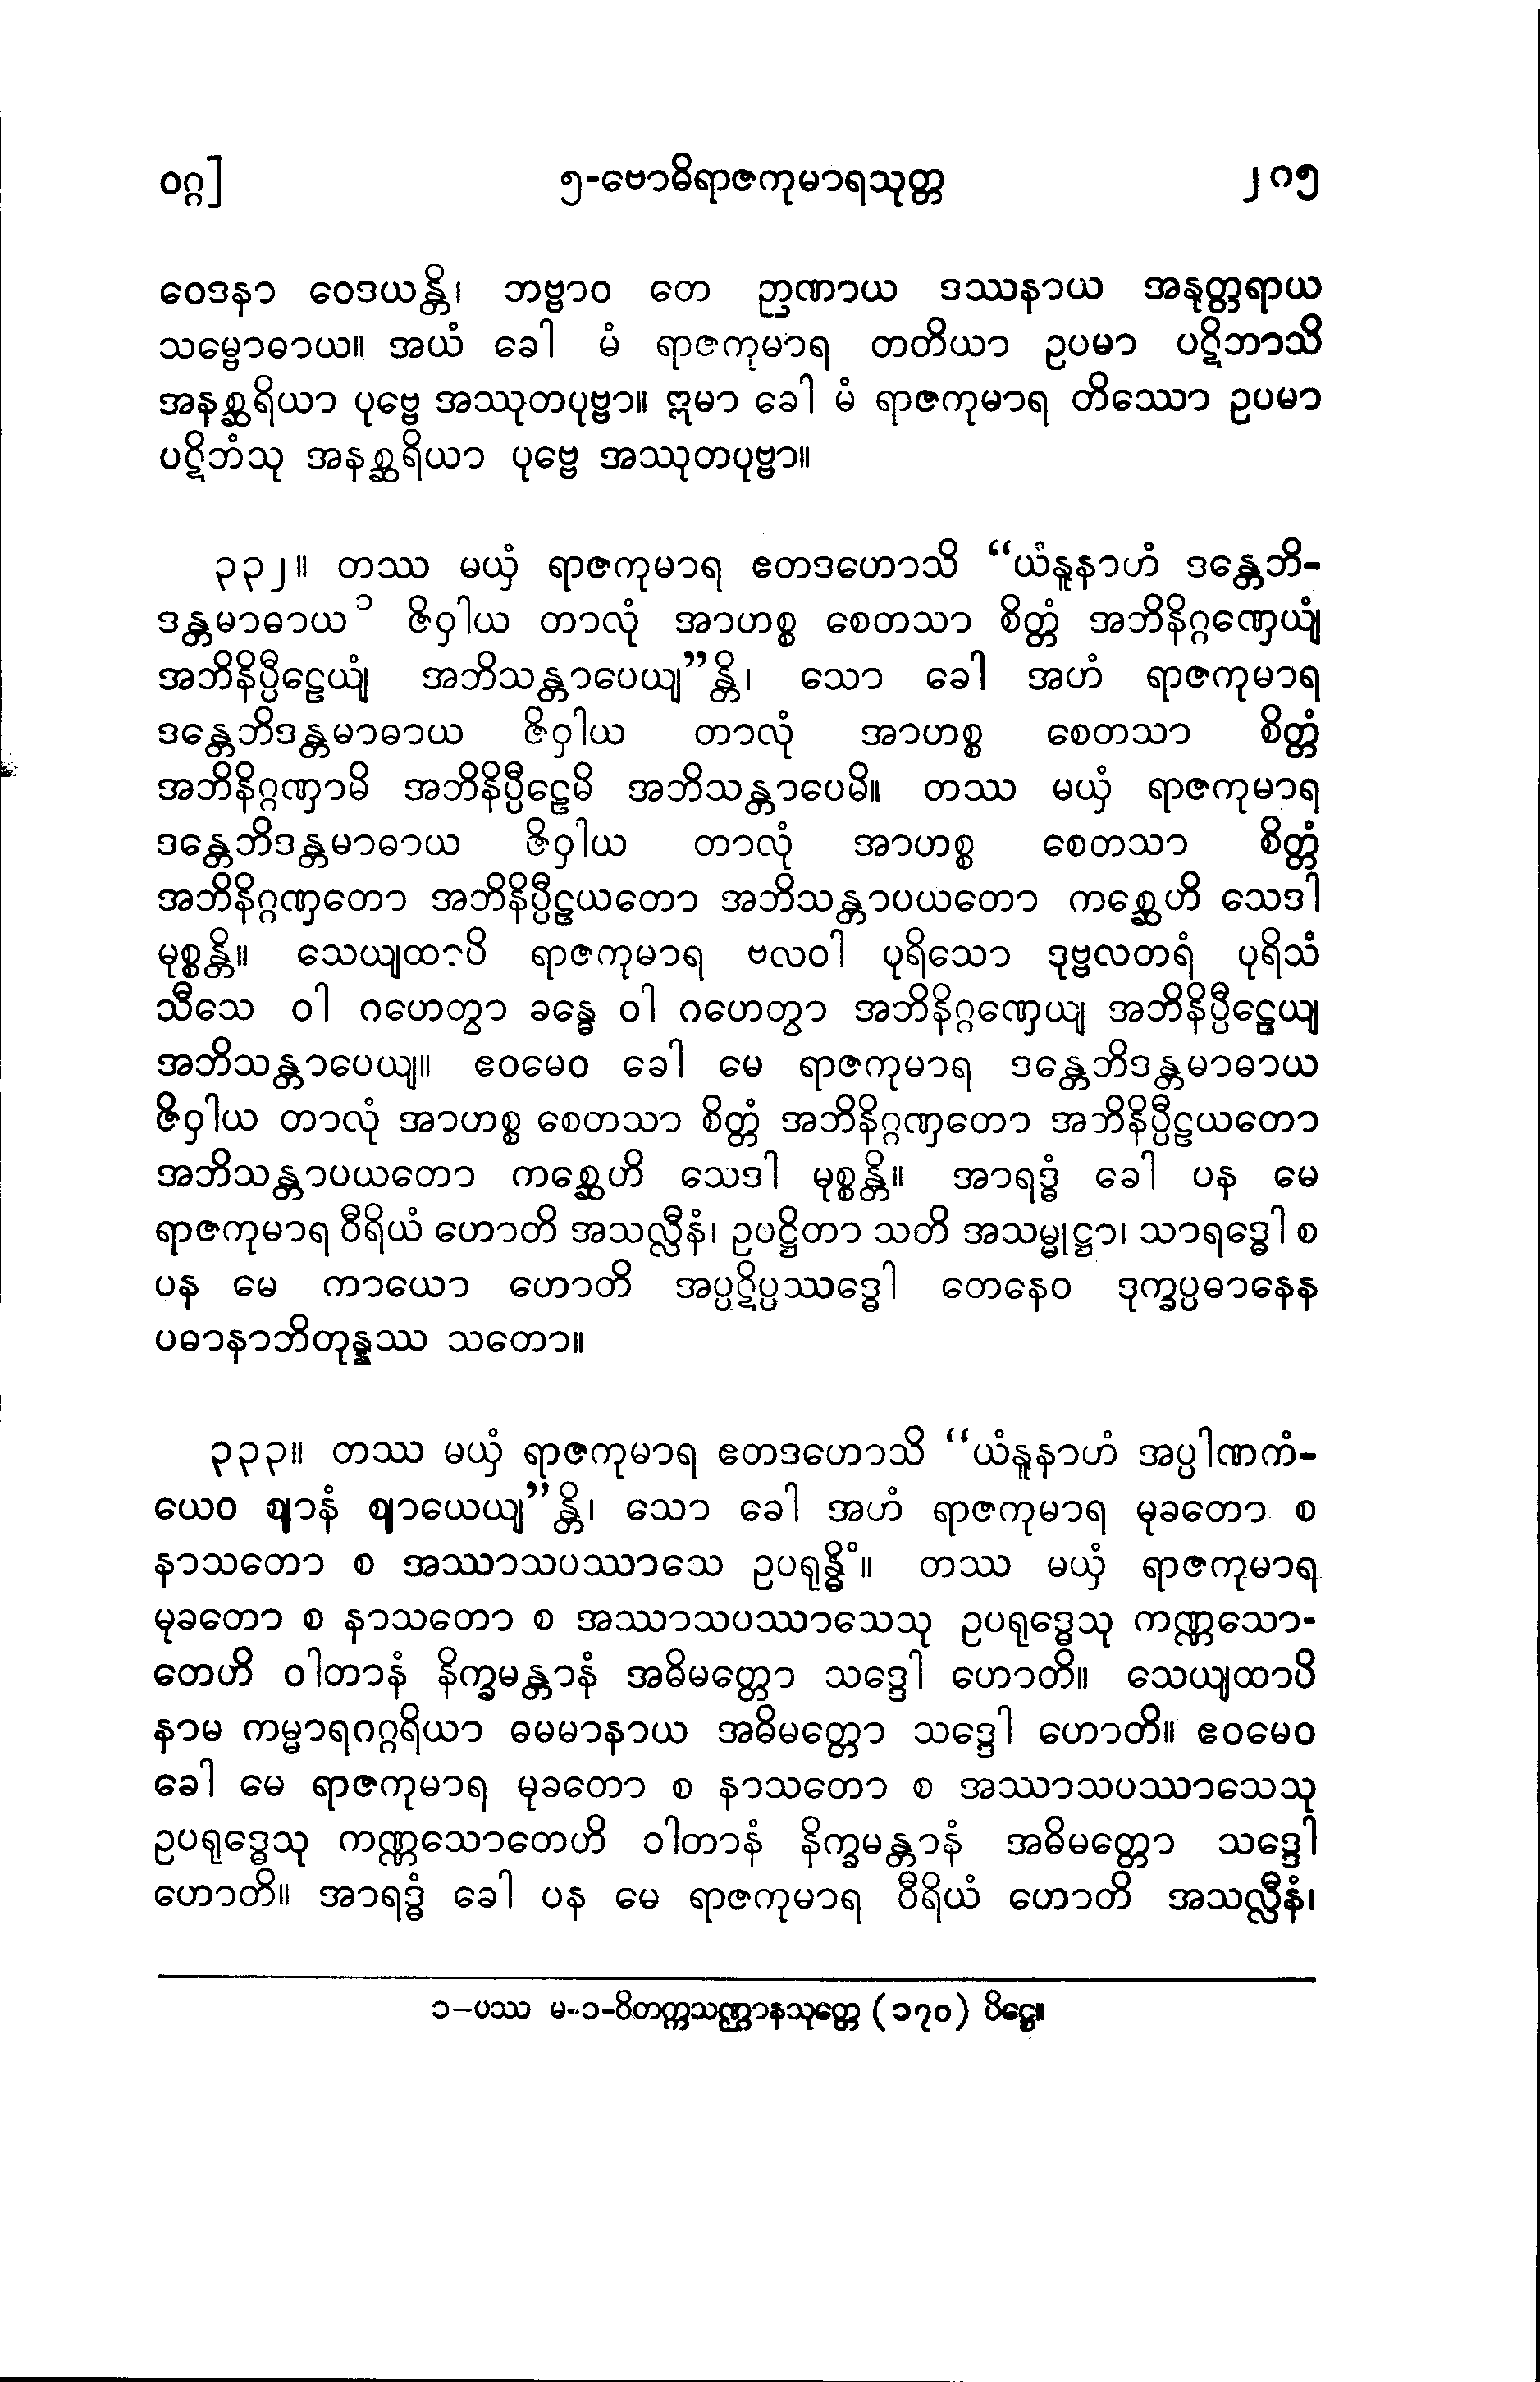 ဝဂ္ဂ]
၅-ဗောဓိရာဇကုမာရသုတ္တ
၂၈၅
ဝေဒနာ ဝေဒယန္တိ၊ ဘဗ္ဗာဝ တေ ဉာဏာယ ဒဿနာယ အနုတ္တရာယ
သမ္ဗောဓာယ။ အယံ ခေါ မံ ရာဇကုမာရ တတိယာ ဥပမာ ပဋိဘာသိ
အနစ္ဆရိယာ ပုဗ္ဗေ အဿုတပုဗ္ဗာ။ ဣမာ ခေါ မံ ရာဇကုမာရ တိဿော ဥပမာ
ပဋိဘံသု အနစ္ဆရိယာ ပုဗ္ဗေ အဿုတပုဗ္ဗာ။
၃၃၂။ တဿ မယှံ ရာဇကုမာရ ဧတဒဟောသိ “ယံနူနာဟံ ဒန္တေဘိ-
ဒန္တမာဓာယ ၁ ဇိဝှါယ တာလုံ အာဟစ္စ စေတသာ စိတ္တံ အဘိနိဂ္ဂဏှေယျံ
အဘိနိပ္ပီဠေယျံ အဘိသန္တာပေယျ”န္တိ၊ သော ခေါ အဟံ ရာဇကုမာရ
ဒန္တေဘိဒန္တမာဓာယ ဇိဝှါယ တာလုံ အာဟစ္စ စေတသာ စိတ္တံ
အဘိနိဂ္ဂဏှာမိ အဘိနိပ္ပီဠေမိ အဘိသန္တာပေမိ။ တဿ မယှံ ရာဇကုမာရ
ဒန္တေဘိဒန္တမာဓာယ ဇိဝှါယ တာလုံ အာဟစ္စ စေတသာ စိတ္တံ
အဘိနိဂ္ဂဏှတော အဘိနိပ္ပီဠယတော အဘိသန္တာပယတော ကစ္ဆေဟိ သေဒါ
မုစ္စန္တိ။ သေယျထာပိ ရာဇကုမာရ ဗလဝါ ပုရိသော ဒုဗ္ဗလတရံ ပုရိသံ
သီသေ ဝါ ဂဟေတွာ ခန္ဓေ ဝါ ဂဟေတွာ အဘိနိဂ္ဂဏှေယျ အဘိနိပ္ပီဠေယျ
အဘိသန္တာပေယျ။ ဧဝမေဝ ခေါ မေ ရာဇကုမာရ ဒန္တေဘိဒန္တမာဓာယ
ဇိဝှါယ တာလုံ အာဟစ္စ စေတသာ စိတ္တံ အဘိနိဂ္ဂဏှတော အဘိနိပ္ပီဠယတော
အဘိသန္တာပယတော ကစ္ဆေဟိ သေဒါ မုစ္စန္တိ။ အာရဒ္ဓံ ခေါ ပန မေ
ရာဇကုမာရ ဝီရိယံ ဟောတိ အသလ္လီနံ၊ ဥပဋ္ဌိတာ သတိ အသမ္မုဋ္ဌာ၊ သာရဒ္ဓေါ စ
ပန မေ ကာယော ဟောတိ အပ္ပဋိပ္ပဿဒ္ဓေါ တေနေဝ ဒုက္ခပ္ပဓာနေန
ပဓာနာဘိတုန္နဿ သတော။
၃၃၃။ တဿ မယှံ ရာဇကုမာရ ဧတဒဟောသိ “ယံနူနာဟံ အပ္ပါဏကံ-
ယေဝ ဈာနံ ဈာယေယျ”န္တိ၊ သော ခေါ အဟံ ရာဇကုမာရ မုခတော စ
နာသတော စ အဿာသပဿာသေ ဥပရုန္ဓိံ။ တဿ မယှံ ရာဇကုမာရ
မုခတော စ နာသတော စ အဿာသပဿာသေသု ဥပရုဒ္ဓေသု ကဏ္ဏသော-
တေဟိ ဝါတာနံ နိက္ခမန္တာနံ အဓိမတ္တော သဒ္ဒေါ ဟောတိ။ သေယျထာပိ
နာမ ကမ္မာရဂဂ္ဂရိယာ ဓမမာနာယ အဓိမတ္တော သဒ္ဒေါ ဟောတိ။ ဧဝမေဝ
ခေါ မေ ရာဇကုမာရ မုခတော စ နာသတော စ အဿာသပဿာသေသု
ဥပရုဒ္ဓေသု ကဏ္ဏသောတေဟိ ဝါတာနံ နိက္ခမန္တာနံ အဓိမတ္တော သဒ္ဒေါ
ဟောတိ။ အာရဒ္ဓံ ခေါ ပန မေ ရာဇကုမာရ ဝီရိယံ ဟောတိ အသလ္လီနံ၊
၁-ပဿ မ-၁-ဝိတက္ကသဏ္ဌာနသုတ္တေ (၁၇၀) ပိဋ္ဌေ။